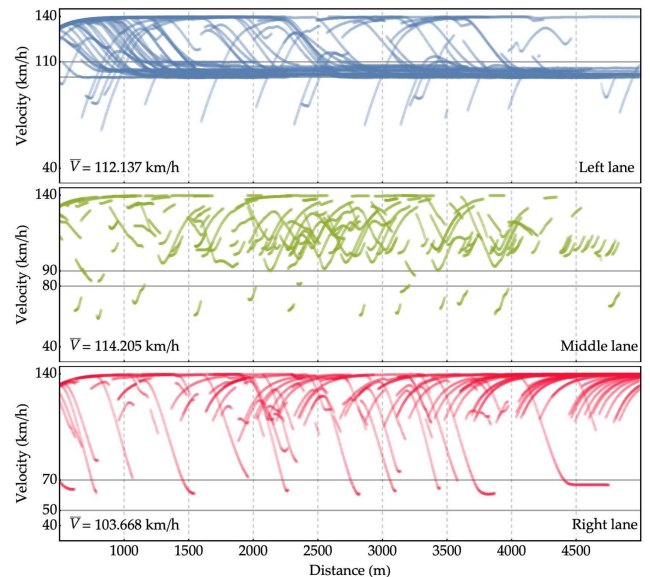 140
110
40
Velocity (km/h)
V̅ = 112.137 km/h
Left lane
140
90
80
40
Velocity (km/h)
V̅ = 114.205 km/h
Middle lane
140
70
50
40
Velocity (km/h)
V̅ = 103.668 km/h
Right lane
1000 1500 2000 2500 3000 3500 4000 4500
Distance (m)